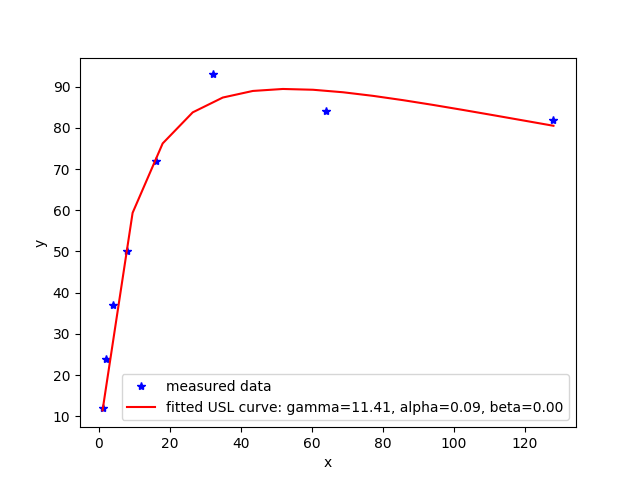 90
80
70
60
50
40
30
20
10
y
measured data
fitted USL curve: gamma=11.41, alpha=0.09, beta=0.00
0 20 40 60 80 100 120
x